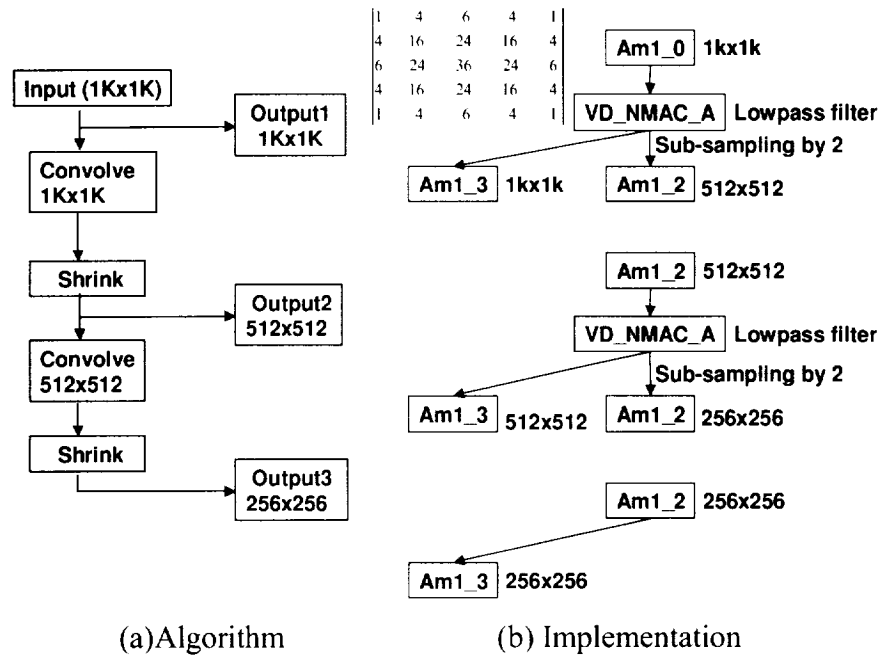 Input (1Kx1K)
Output1
1Kx1K
Convolve
1Kx1K
Shrink
Output2
512x512
Convolve
512x512
Shrink
Output3
256x256
(a)Algorithm
1 4 6 4 1
4 16 24 16 4
6 24 36 24 6
4 16 24 16 4
1 4 6 4 1
Am1_0 1kx1k
VD_NMAC_A Lowpass filter
Sub-sampling by 2
Am1_3 1kx1k Am1_2 512x512
Am1_2 512x512
VD_NMAC_A Lowpass filter
Sub-sampling by 2
Am1_3 512x512 Am1_2 256x256
Am1_2 256x256
Am1_3 256x256
(b) Implementation